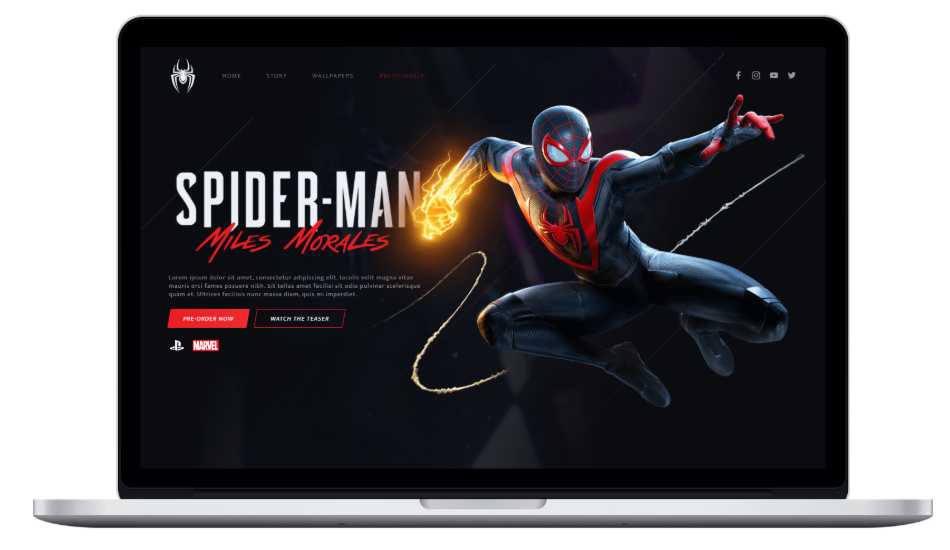 HOME STORY WALLPAPERS #BEYOURSELF
SPIDER-MAN
MILES MORALES
Lorem ipsum dolor sit amet, consectetur adipiscing elit. Iaculis velit magna vitae
mauris orci fames posuere nibh. Sit tellus amet facilisi sit odio pulvinar scelerisque
quam et. Ultrices facilisis nunc massa diam, quis mi imperdiet.
PRE-ORDER NOW WATCH THE TEASER
MARVEL